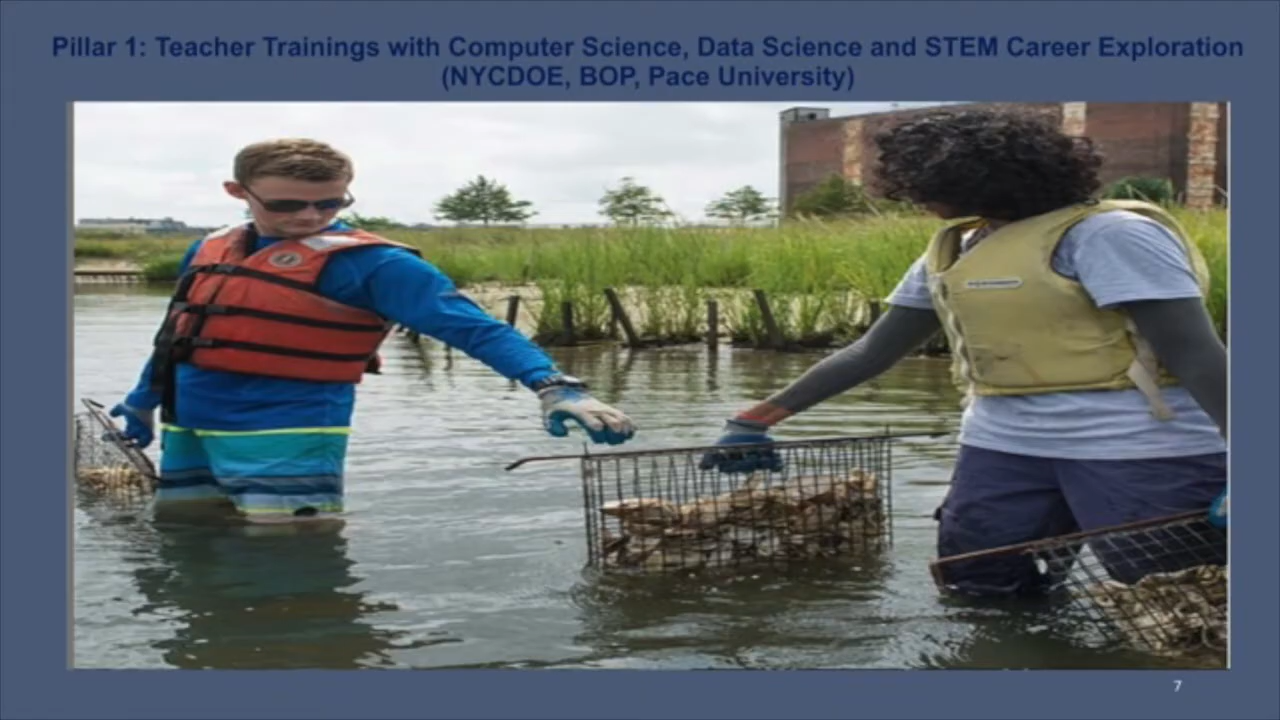 Pillar 1: Teacher Trainings with Computer Science, Data Science and STEM Career Exploration
(NYCDOE, BOP, Pace University)
7